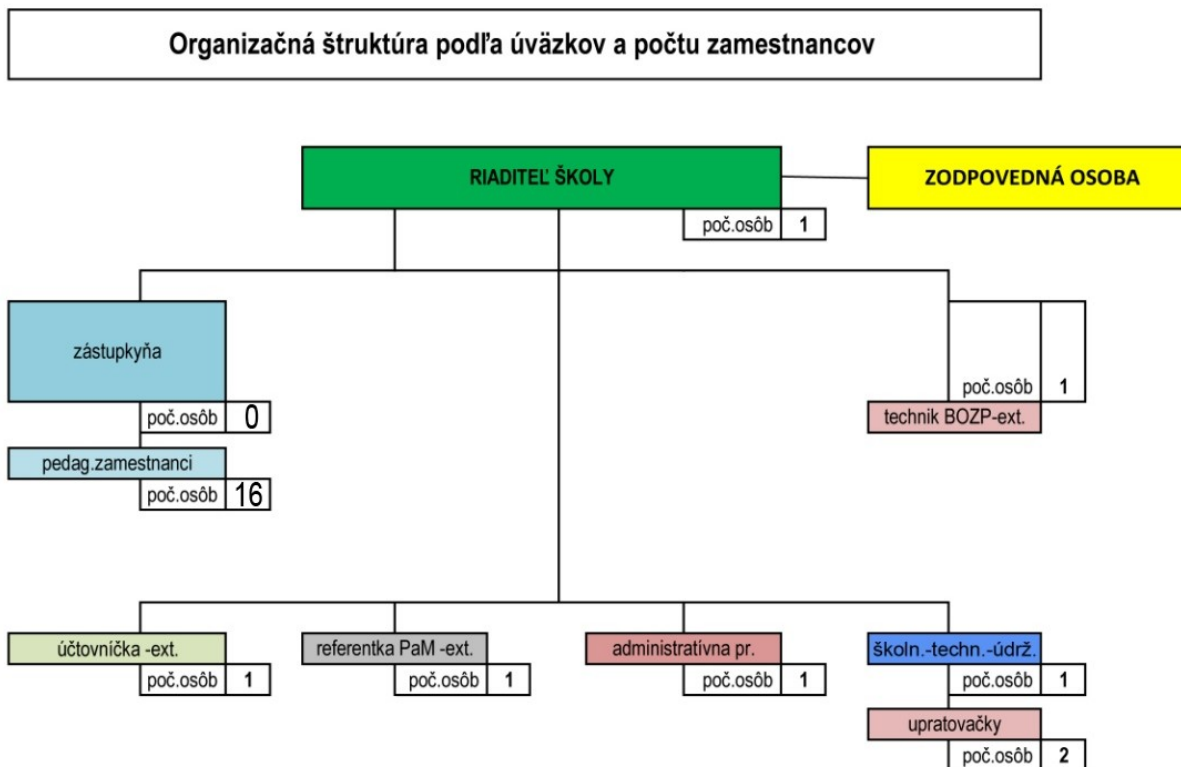 Organizačná štruktúra podľa úväzkov a počtu zamestnancov
RIADITEĽ ŠKOLY
ZODPOVEDNÁ OSOBA
poč.osôb 1
zástupkyňa
poč.osôb 0
poč.osôb 1
technik BOZP-ext.
pedag.zamestnanci
poč.osôb 16
účtovníčka -ext.
poč.osôb 1
referentka PaM -ext.
poč.osôb 1
administratívna pr.
poč.osôb 1
školn.-techn.-údrž.
poč.osôb 1
upratovačky
poč.osôb 2